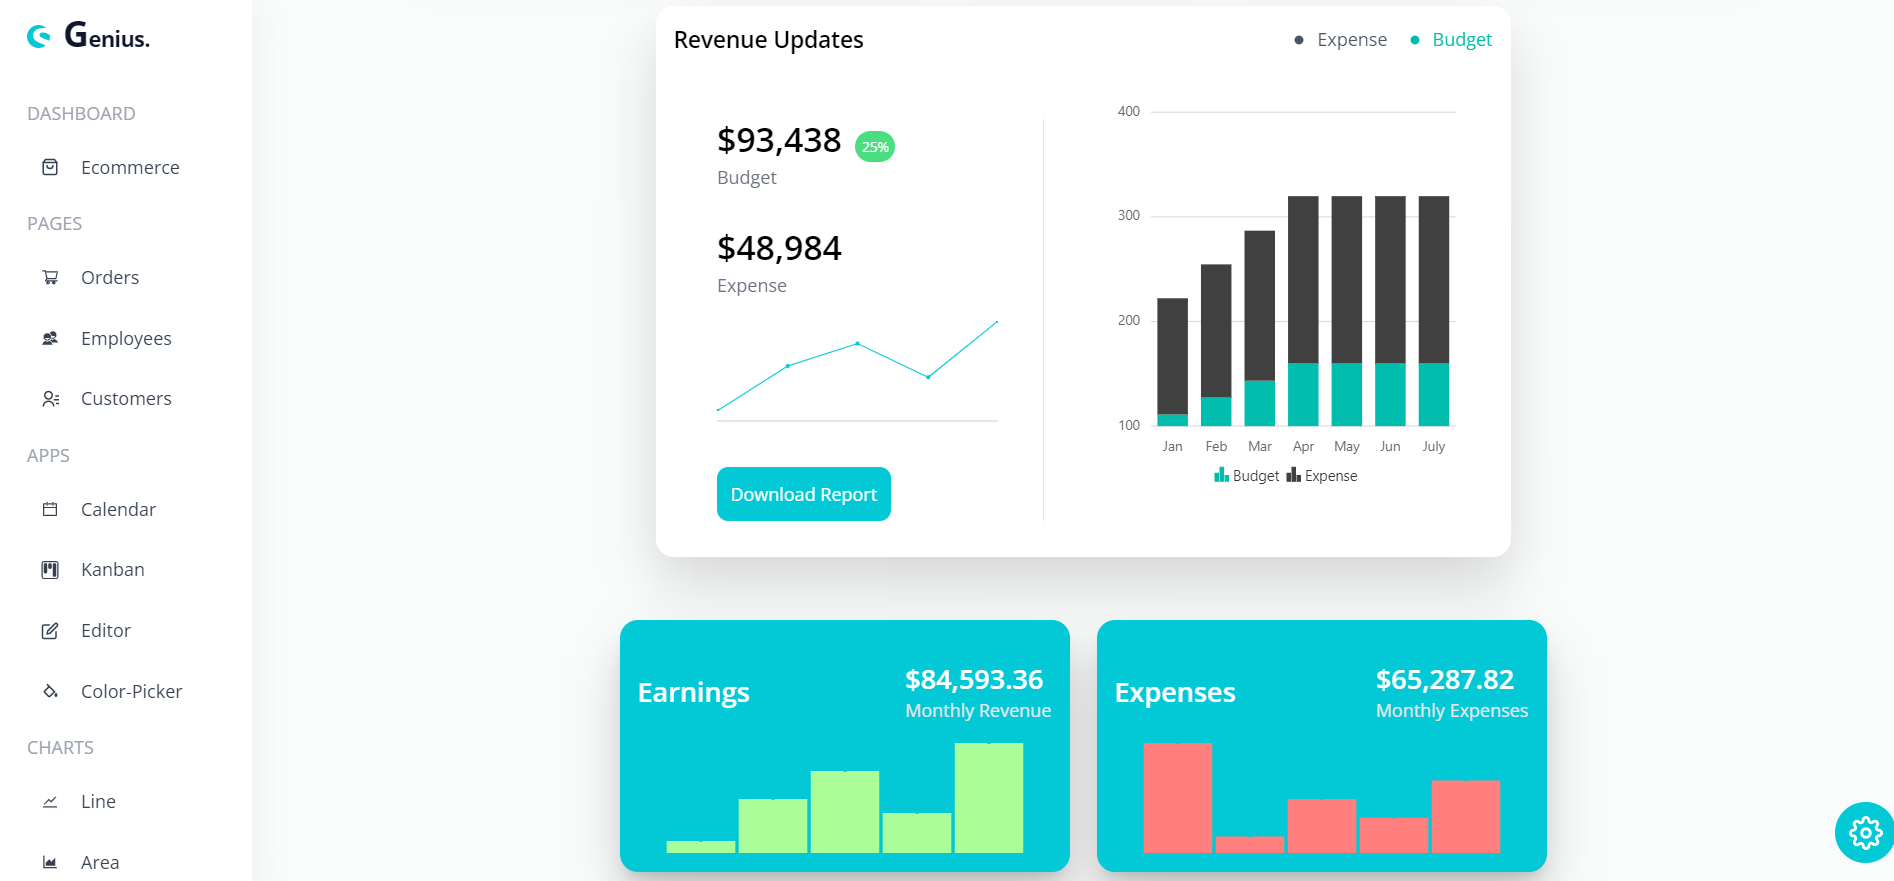 Genius.
DASHBOARD
Ecommerce
PAGES
Orders
Employees
Customers
APPS
Calendar
Kanban
Editor
Color-Picker
CHARTS
Line
Area
Revenue Updates
Expense
Budget
$93,438 25%
Budget
$48,984
Expense
Download Report
400
300
200
100
Jan Feb Mar Apr May Jun July
Budget Expense
Earnings
$84,593.36
Monthly Revenue
Expenses
$65,287.82
Monthly Expenses